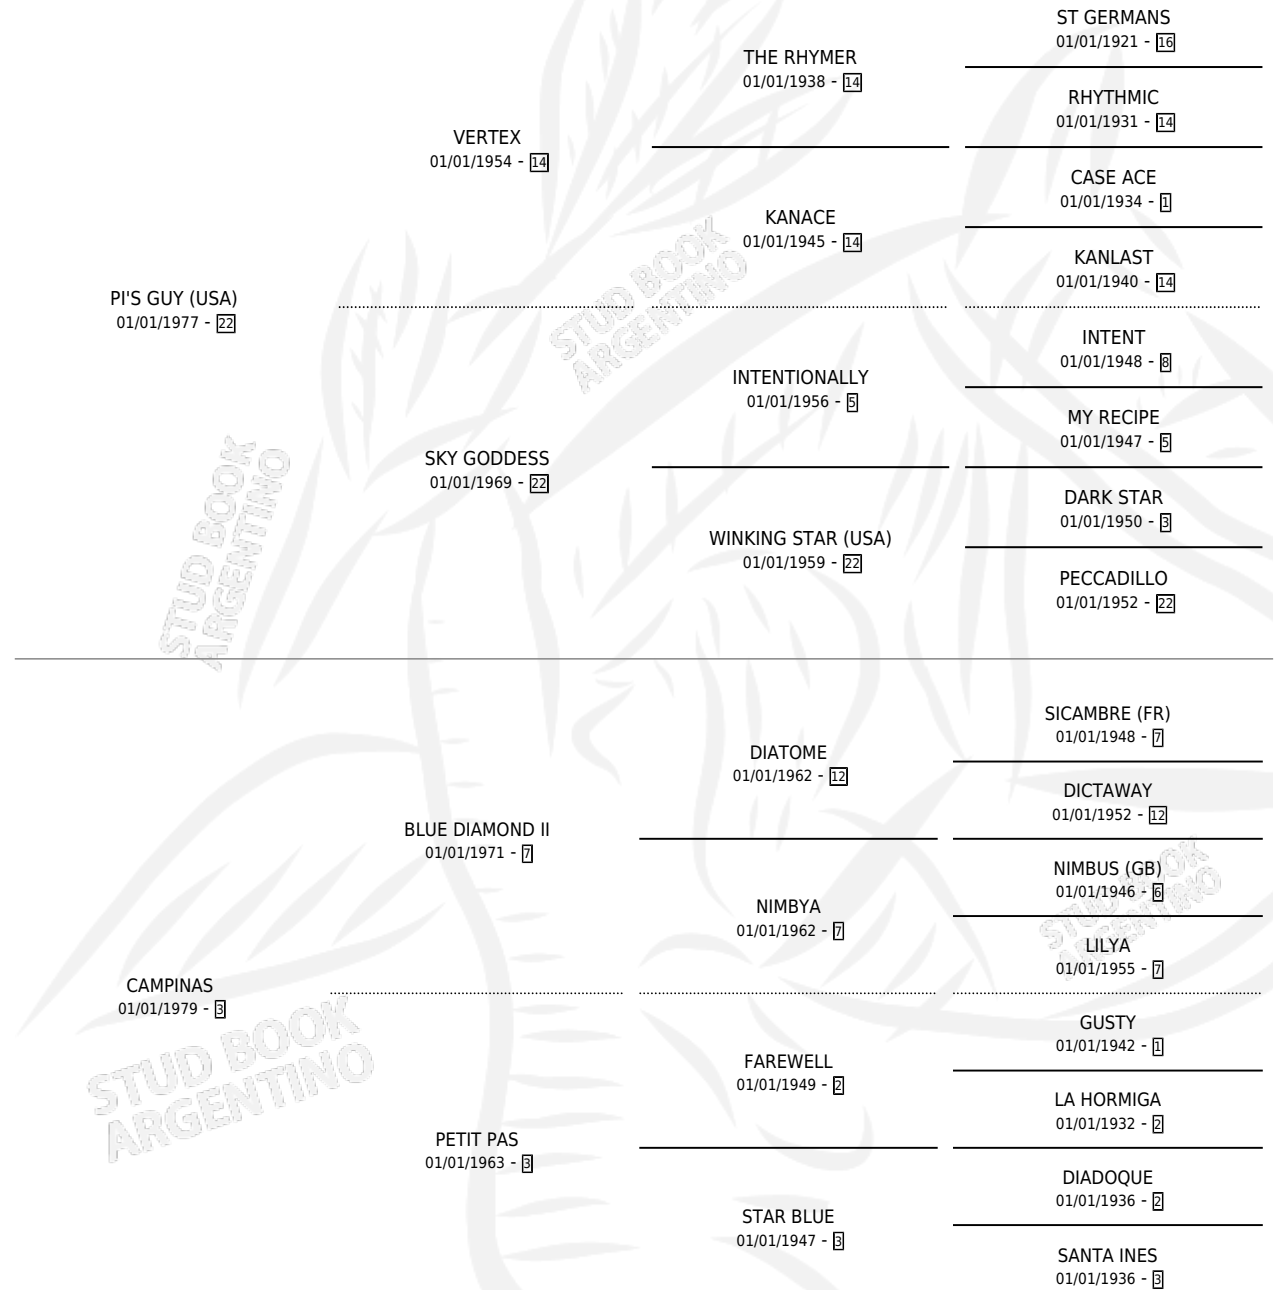 ST GERMANS
01/01/1921 - 16
THE RHYMER
01/01/1938 - 14
RHYTHMIC
01/01/1931 - 14
VERTEX
01/01/1954 - 14
CASE ACE
01/01/1934 - 1
KANACE
01/01/1945 - 14
KANLAST
01/01/1940 - 14
PI'S GUY (USA)
01/01/1977 - 22
INTENT
01/01/1948 - 8
INTENTIONALLY
01/01/1956 - 5
MY RECIPE
01/01/1947 - 5
SKY GODDESS
01/01/1969 - 22
DARK STAR
01/01/1950 - 3
WINKING STAR (USA)
01/01/1959 - 22
PECCADILLO
01/01/1952 - 22
SICAMBRE (FR)
01/01/1948 - 7
DIATOME
01/01/1962 - 12
DICTAWAY
01/01/1952 - 12
BLUE DIAMOND II
01/01/1971 - 7
NIMBUS (GB)
01/01/1946 - 6
NIMBYA
01/01/1962 - 7
LILYA
01/01/1955 - 7
CAMPINAS
01/01/1979 - 3
GUSTY
01/01/1942 - 1
FAREWELL
01/01/1949 - 2
LA HORMIGA
01/01/1932 - 2
PETIT PAS
01/01/1963 - 3
DIADOQUE
01/01/1936 - 2
STAR BLUE
01/01/1947 - 3
SANTA INES
01/01/1936 - 3
STUD BOOK
ARGENTINO
STUD BOOK
ARGENTINO
STUD BOOK
ARGENTINO
STUD BOOK
ARGENTINO